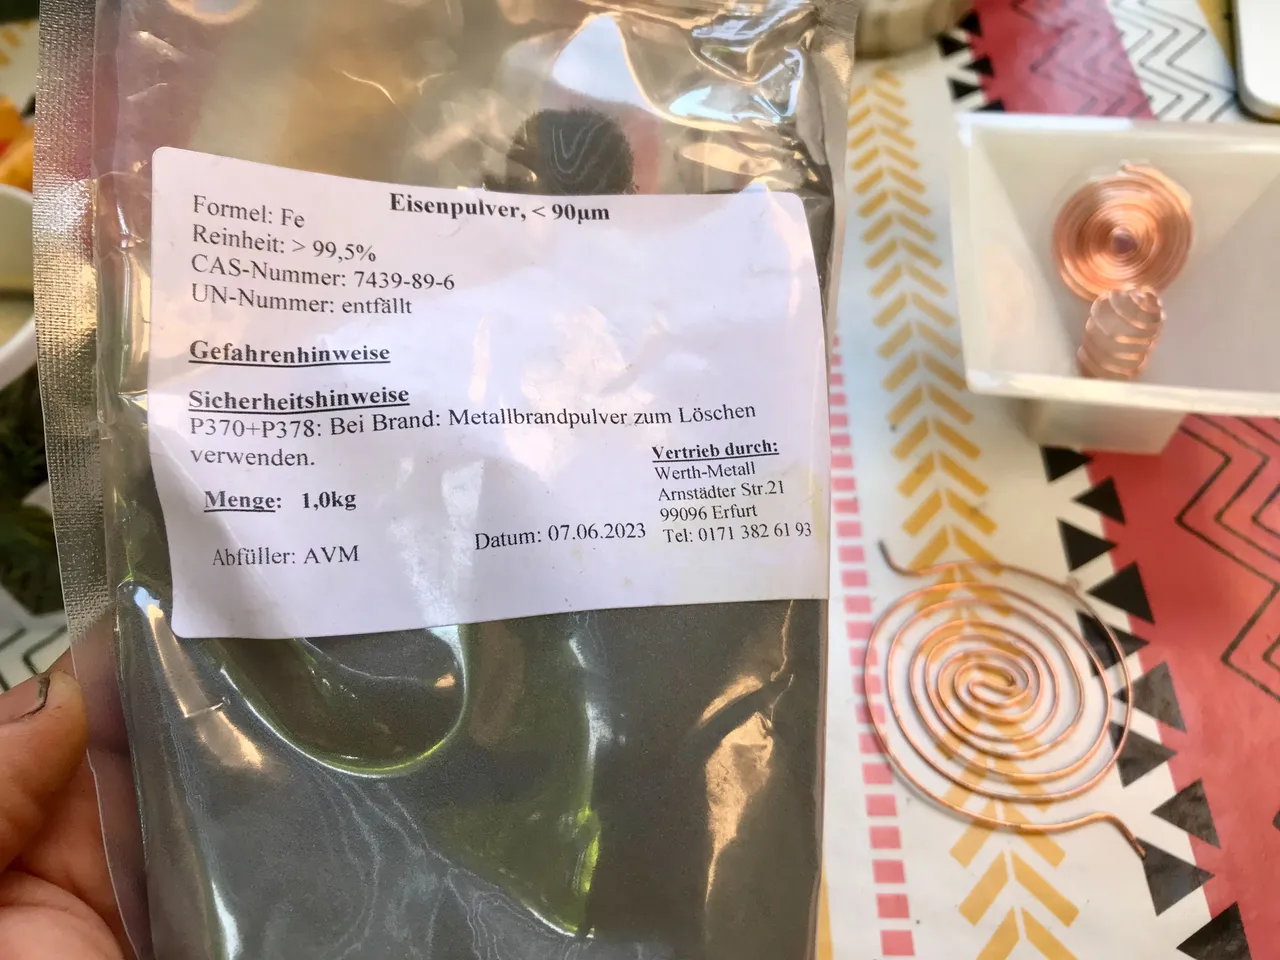 Eisenpulver, < 90µm
Formel: Fe
Reinheit: > 99,5%
CAS-Nummer: 7439-89-6
UN-Nummer: entfällt
Gefahrenhinweise
Sicherheitshinweise
P370+P378: Bei Brand: Metallbrandpulver zum Löschen
verwenden.
Menge: 1,0kg
Abfüller: AVM
Datum: 07.06.2023
Vertrieb durch:
Werth-Metall
Arnstädter Str.21
99096 Erfurt
Tel: 0171 382 61 93